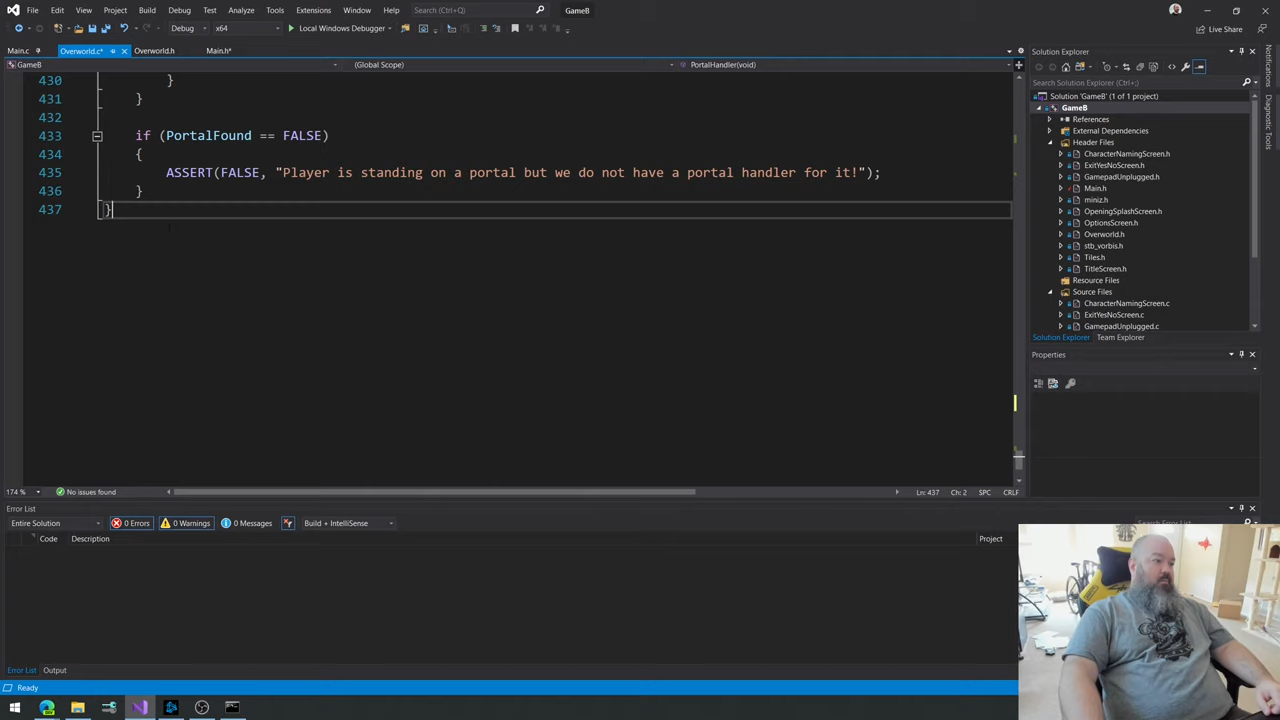 File Edit View Project Build Debug Test Analyze Tools Extensions Window Help Search (Ctrl+Q) GameB
Debug x64 Local Windows Debugger Live Share
Main.c Overworld.c* Overworld.h Main.h*
GameB (Global Scope) PortalHandler(void)
430 }
431 }
432
433 if (PortalFound == FALSE)
434 {
435 ASSERT(FALSE, "Player is standing on a portal but we do not have a portal handler for it!");
436 }
437 }
174 % No issues found Ln: 437 Ch: 2 SPC CRLF
Error List
Entire Solution 0 Errors 0 Warnings 0 Messages Build + IntelliSense Search Error List
Code Description Project
Error List Output
Ready
Solution Explorer
Search Solution Explorer (Ctrl+;)
Solution 'GameB' (1 of 1 project)
GameB
References
External Dependencies
Header Files
CharacterNamingScreen.h
ExitYesNoScreen.h
GamepadUnplugged.h
Main.h
miniz.h
OpeningSplashScreen.h
OptionsScreen.h
Overworld.h
stb_vorbis.h
Tiles.h
TitleScreen.h
Resource Files
Source Files
CharacterNamingScreen.c
ExitYesNoScreen.c
GamepadUnplugged.c
Solution Explorer Team Explorer
Properties
Notifications
Diagnostic Tools